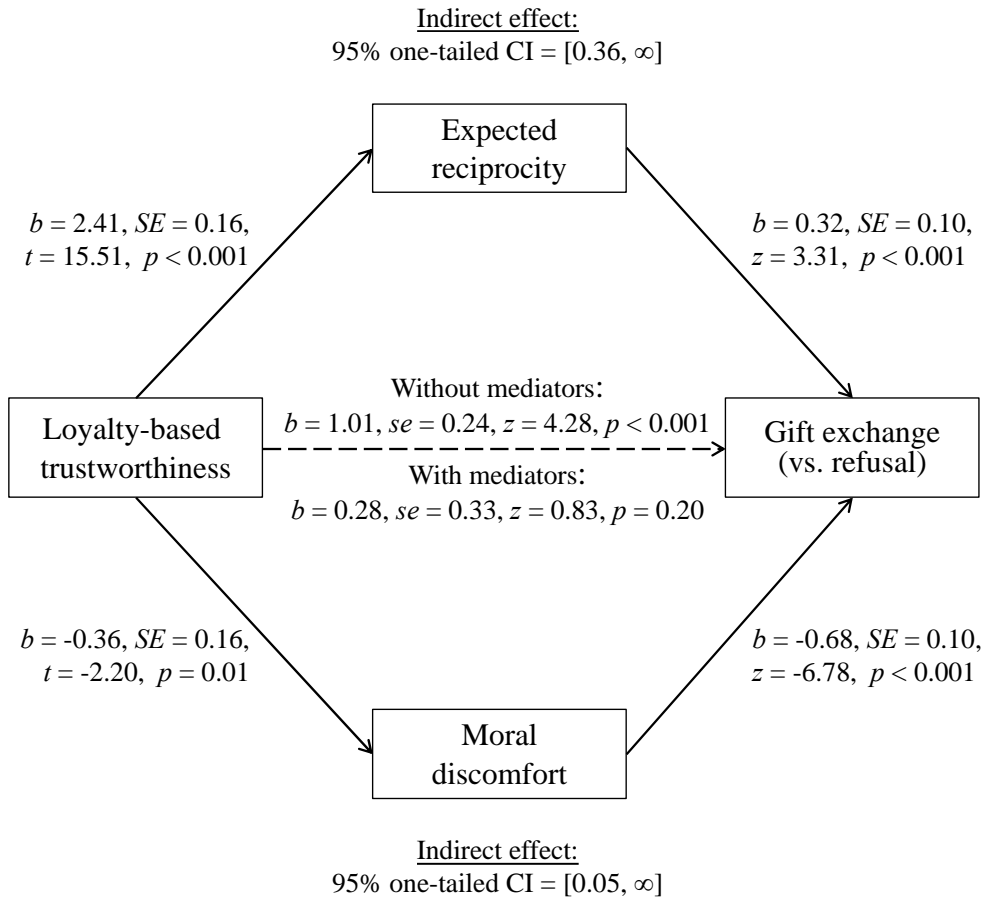 Indirect effect:
95% one-tailed CI = [0.36, ∞]
Expected
reciprocity
b = 2.41, SE = 0.16,
t = 15.51, p < 0.001
b = 0.32, SE = 0.10,
z = 3.31, p < 0.001
Loyalty-based
trustworthiness
Without mediators:
b = 1.01, se = 0.24, z = 4.28, p < 0.001
With mediators:
b = 0.28, se = 0.33, z = 0.83, p = 0.20
Gift exchange
(vs. refusal)
b = -0.36, SE = 0.16,
t = -2.20, p = 0.01
b = -0.68, SE = 0.10,
z = -6.78, p < 0.001
Moral
discomfort
Indirect effect:
95% one-tailed CI = [0.05, ∞]